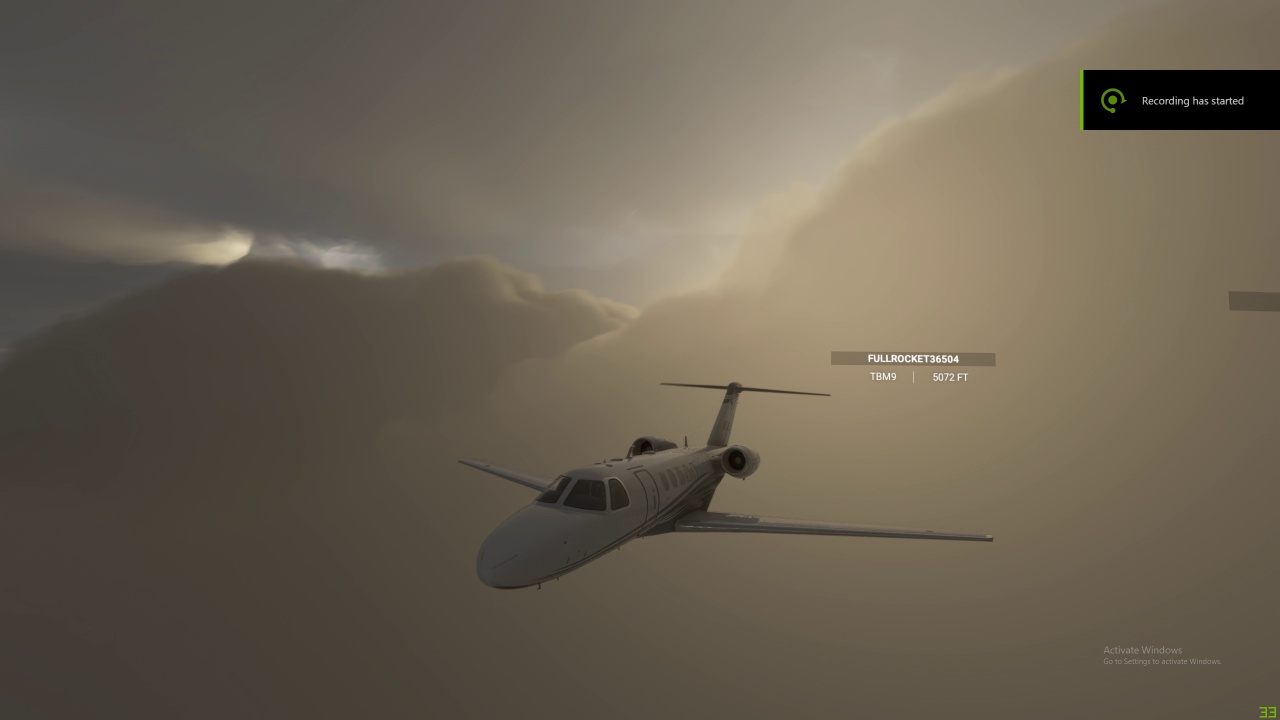 Recording has started
FULLROCKET36504
TBM9 | 5072 FT
Activate Windows
Go to Settings to activate Windows.
33